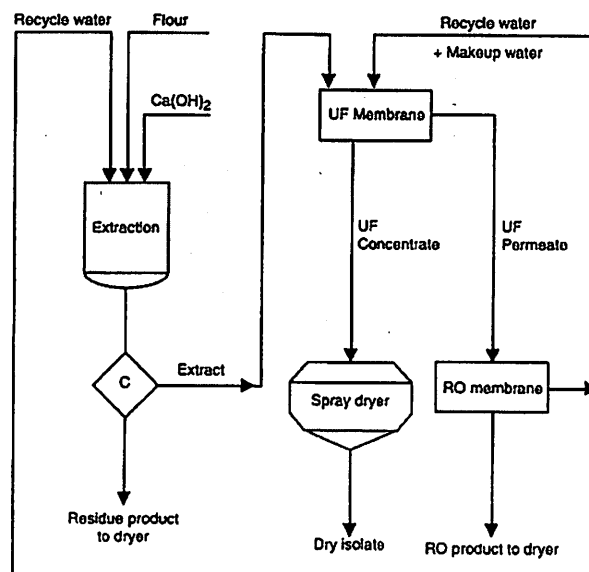 Recycle water
Flour
Ca(OH)2
Extraction
C
Extract
Residue product
to dryer
Recycle water
+ Makeup water
UF Membrane
UF
Concentrate
UF
Permeate
Spray dryer
RO membrane
Dry isolate
RO product to dryer